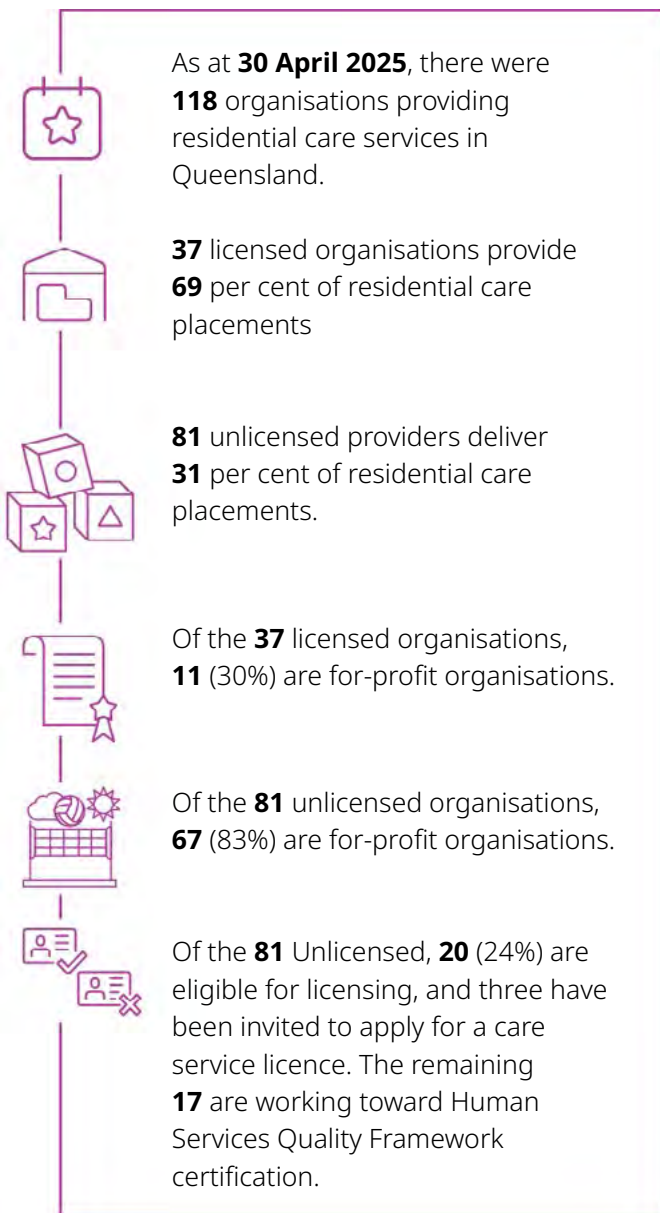 As at 30 April 2025, there were
118 organisations providing
residential care services in
Queensland.
37 licensed organisations provide
69 per cent of residential care
placements
81 unlicensed providers deliver
31 per cent of residential care
placements.
Of the 37 licensed organisations,
11 (30%) are for-profit organisations.
Of the 81 unlicensed organisations,
67 (83%) are for-profit organisations.
Of the 81 Unlicensed, 20 (24%) are
eligible for licensing, and three have
been invited to apply for a care
service licence. The remaining
17 are working toward Human
Services Quality Framework
certification.